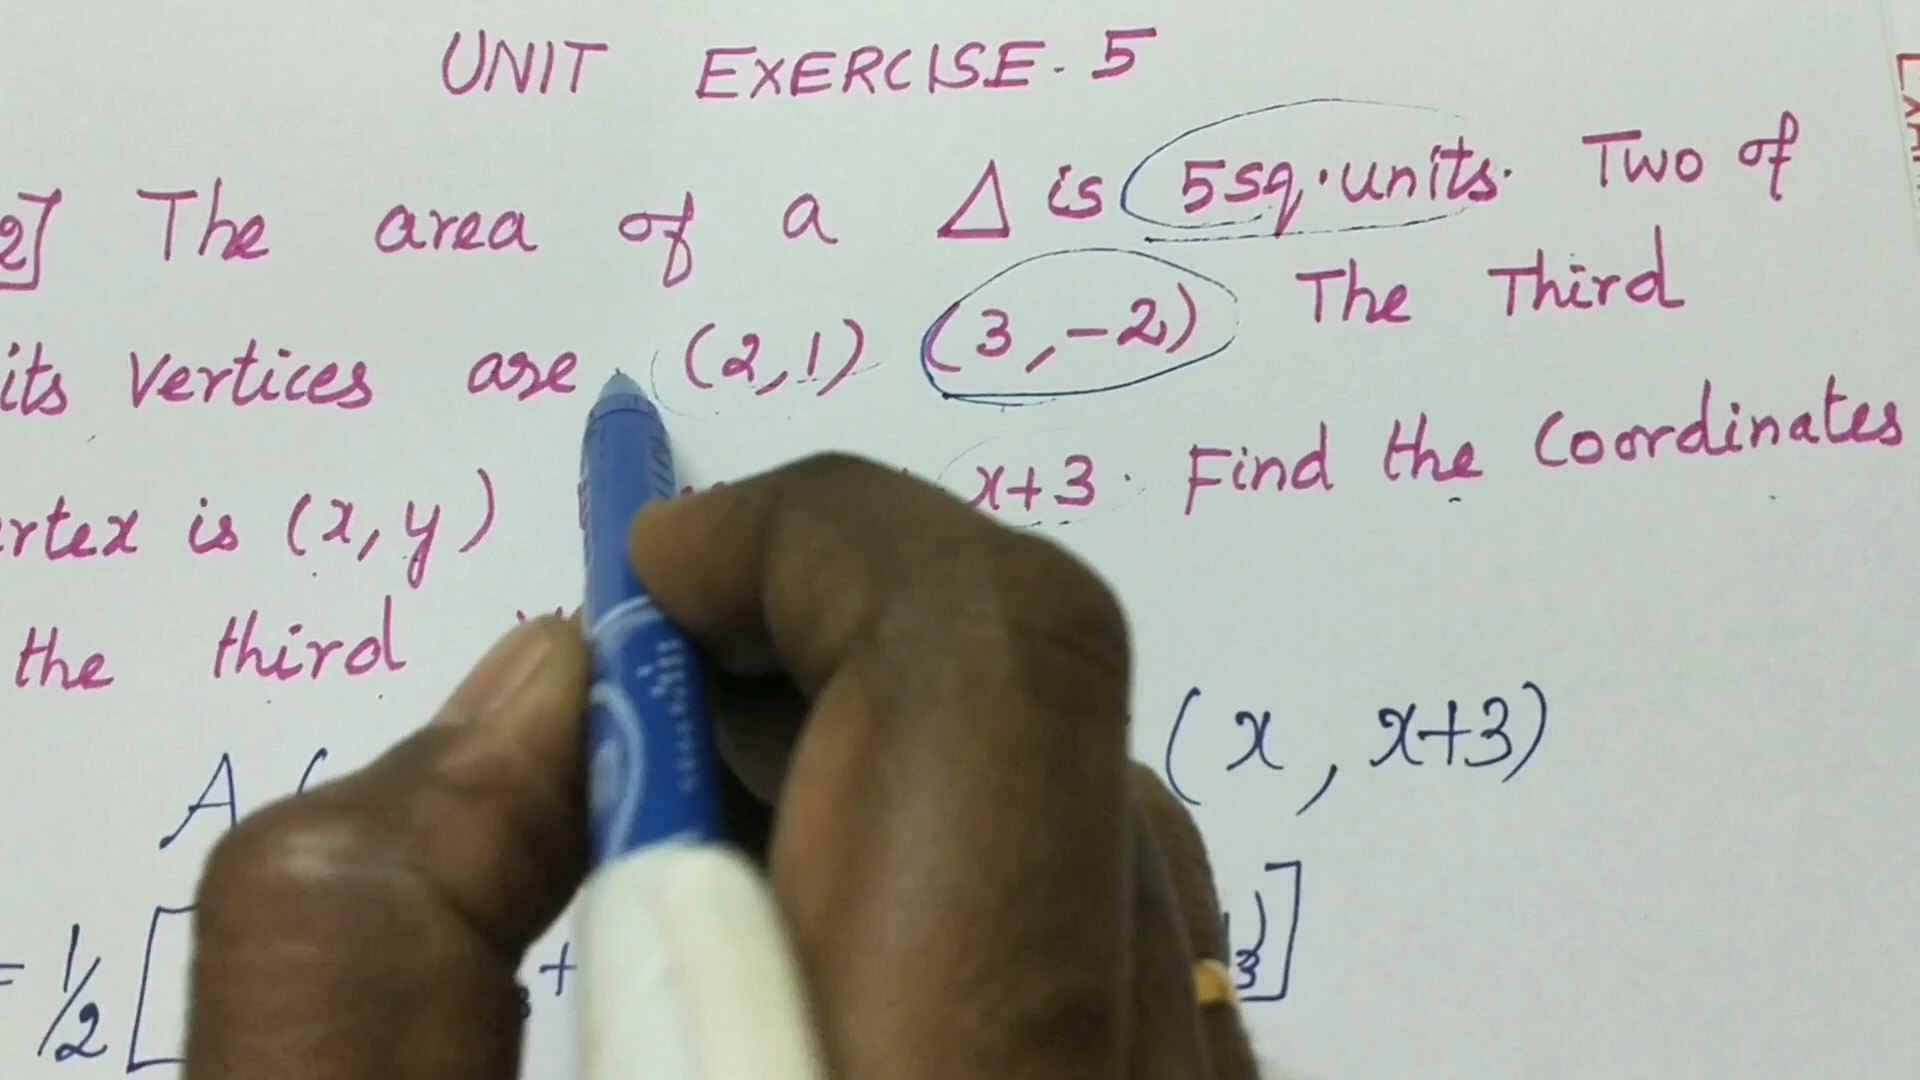 UNIT EXERCISE - 5
2] The area of a Δ is 5sq.units. Two of
its vertices are (2,1) (3,-2) The Third
rtex is (x,y) x+3. Find the Coordinates
the third
A (x, x+3)
= 1/2 [ + ]